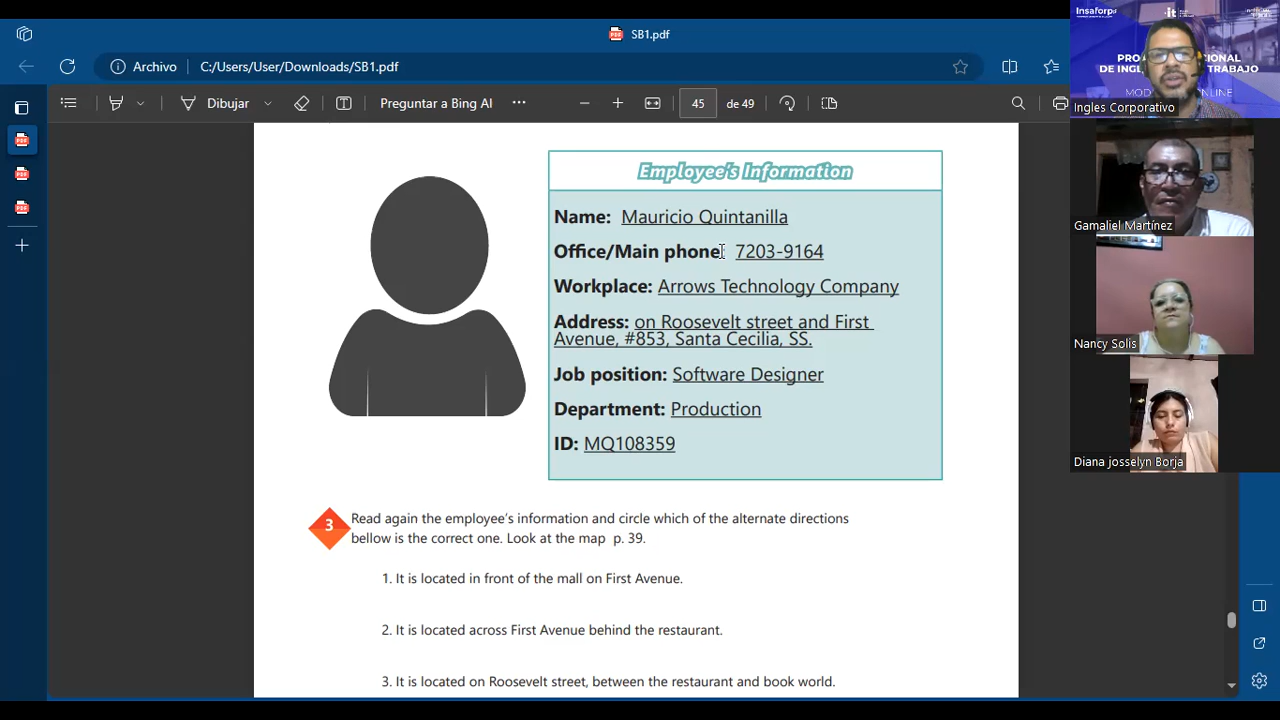 SB1.pdf
Archivo
C:/Users/User/Downloads/SB1.pdf
Dibujar
Preguntar a Bing AI
45
de 49
Employee's Information
Name: Mauricio Quintanilla
Office/Main phone: 7203-9164
Workplace: Arrows Technology Company
Address: on Roosevelt street and First
Avenue, #853, Santa Cecilia, SS.
Job position: Software Designer
Department: Production
ID: MQ108359
3
Read again the employee's information and circle which of the alternate directions
bellow is the correct one. Look at the map p. 39.
1. It is located in front of the mall on First Avenue.
2. It is located across First Avenue behind the restaurant.
3. It is located on Roosevelt street, between the restaurant and book world.
Insaforp
.it
Ingles Corporativo
Gamaliel Martínez
Nancy Solis
Diana josselyn Borja